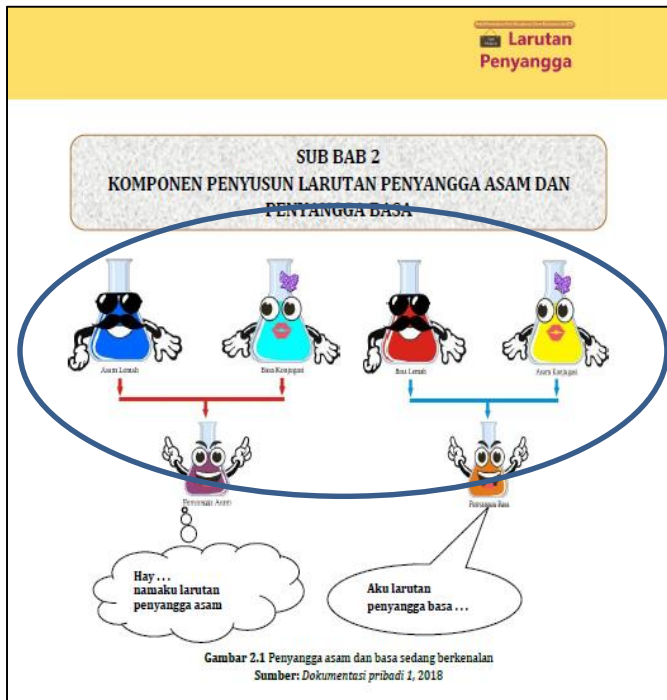 Larutan
Penyangga
SUB BAB 2
KOMPONEN PENYUSUN LARUTAN PENYANGGA ASAM DAN
PENYANGGA BASA
Asam Lemah
Basa Konjugasi
Basa Lemah
Asam Konjugasi
Penyangga Asam
Penyangga Basa
Hay . . .
namaku larutan
penyangga asam
Aku larutan
penyangga basa . . .
Gambar 2.1 Penyangga asam dan basa sedang berkenalan
Sumber: Dokumentasi pribadi 1, 2018